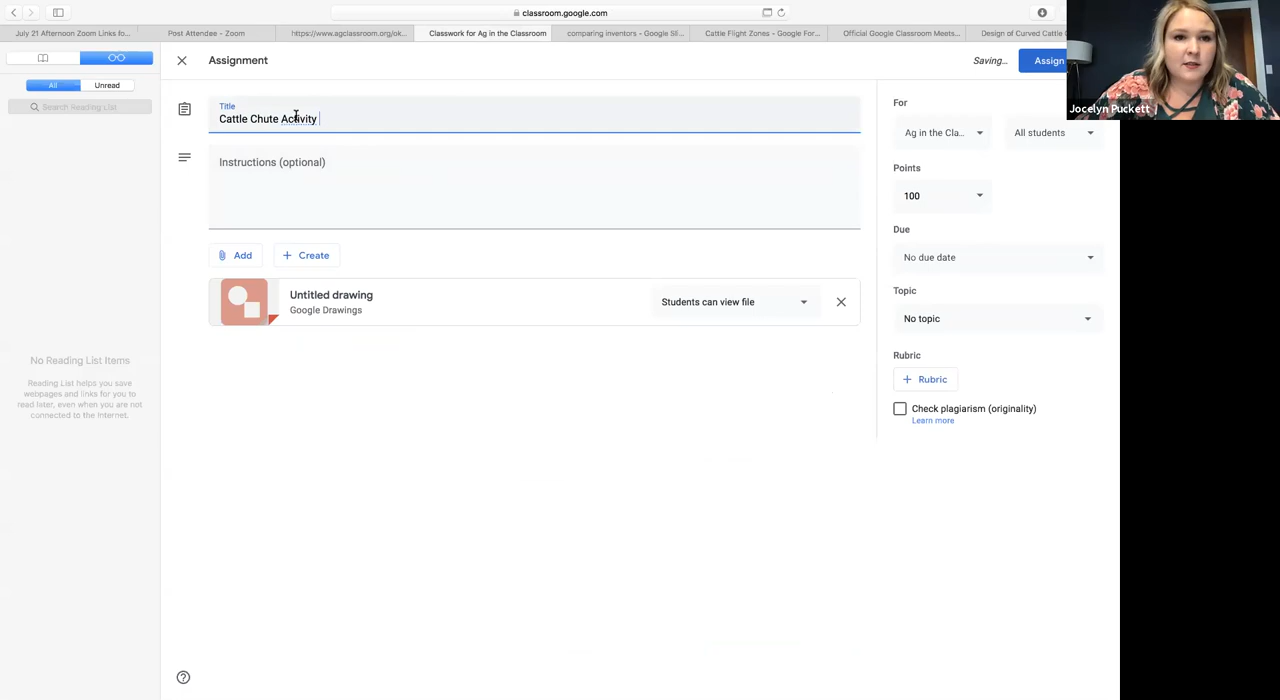 classroom.google.com
July 21 Afternoon Zoom Links fo...
Post Attendee - Zoom
https://www.agclassroom.org/ok...
Classwork for Ag in the Classroom
comparing inventors - Google Sli...
Cattle Flight Zones - Google For...
Official Google Classroom Meets...
Design of Curved Cattle
All
Unread
Search Reading List
No Reading List Items
Reading List helps you save
webpages and links for you to
read later, even when you are not
connected to the Internet.
Assignment
Saving...
Assign
Title
Cattle Chute Activity
Instructions (optional)
Add
Create
Untitled drawing
Google Drawings
Students can view file
For
Ag in the Cla...
All students
Points
100
Due
No due date
Topic
No topic
Rubric
Rubric
Check plagiarism (originality)
Learn more
Jocelyn Puckett